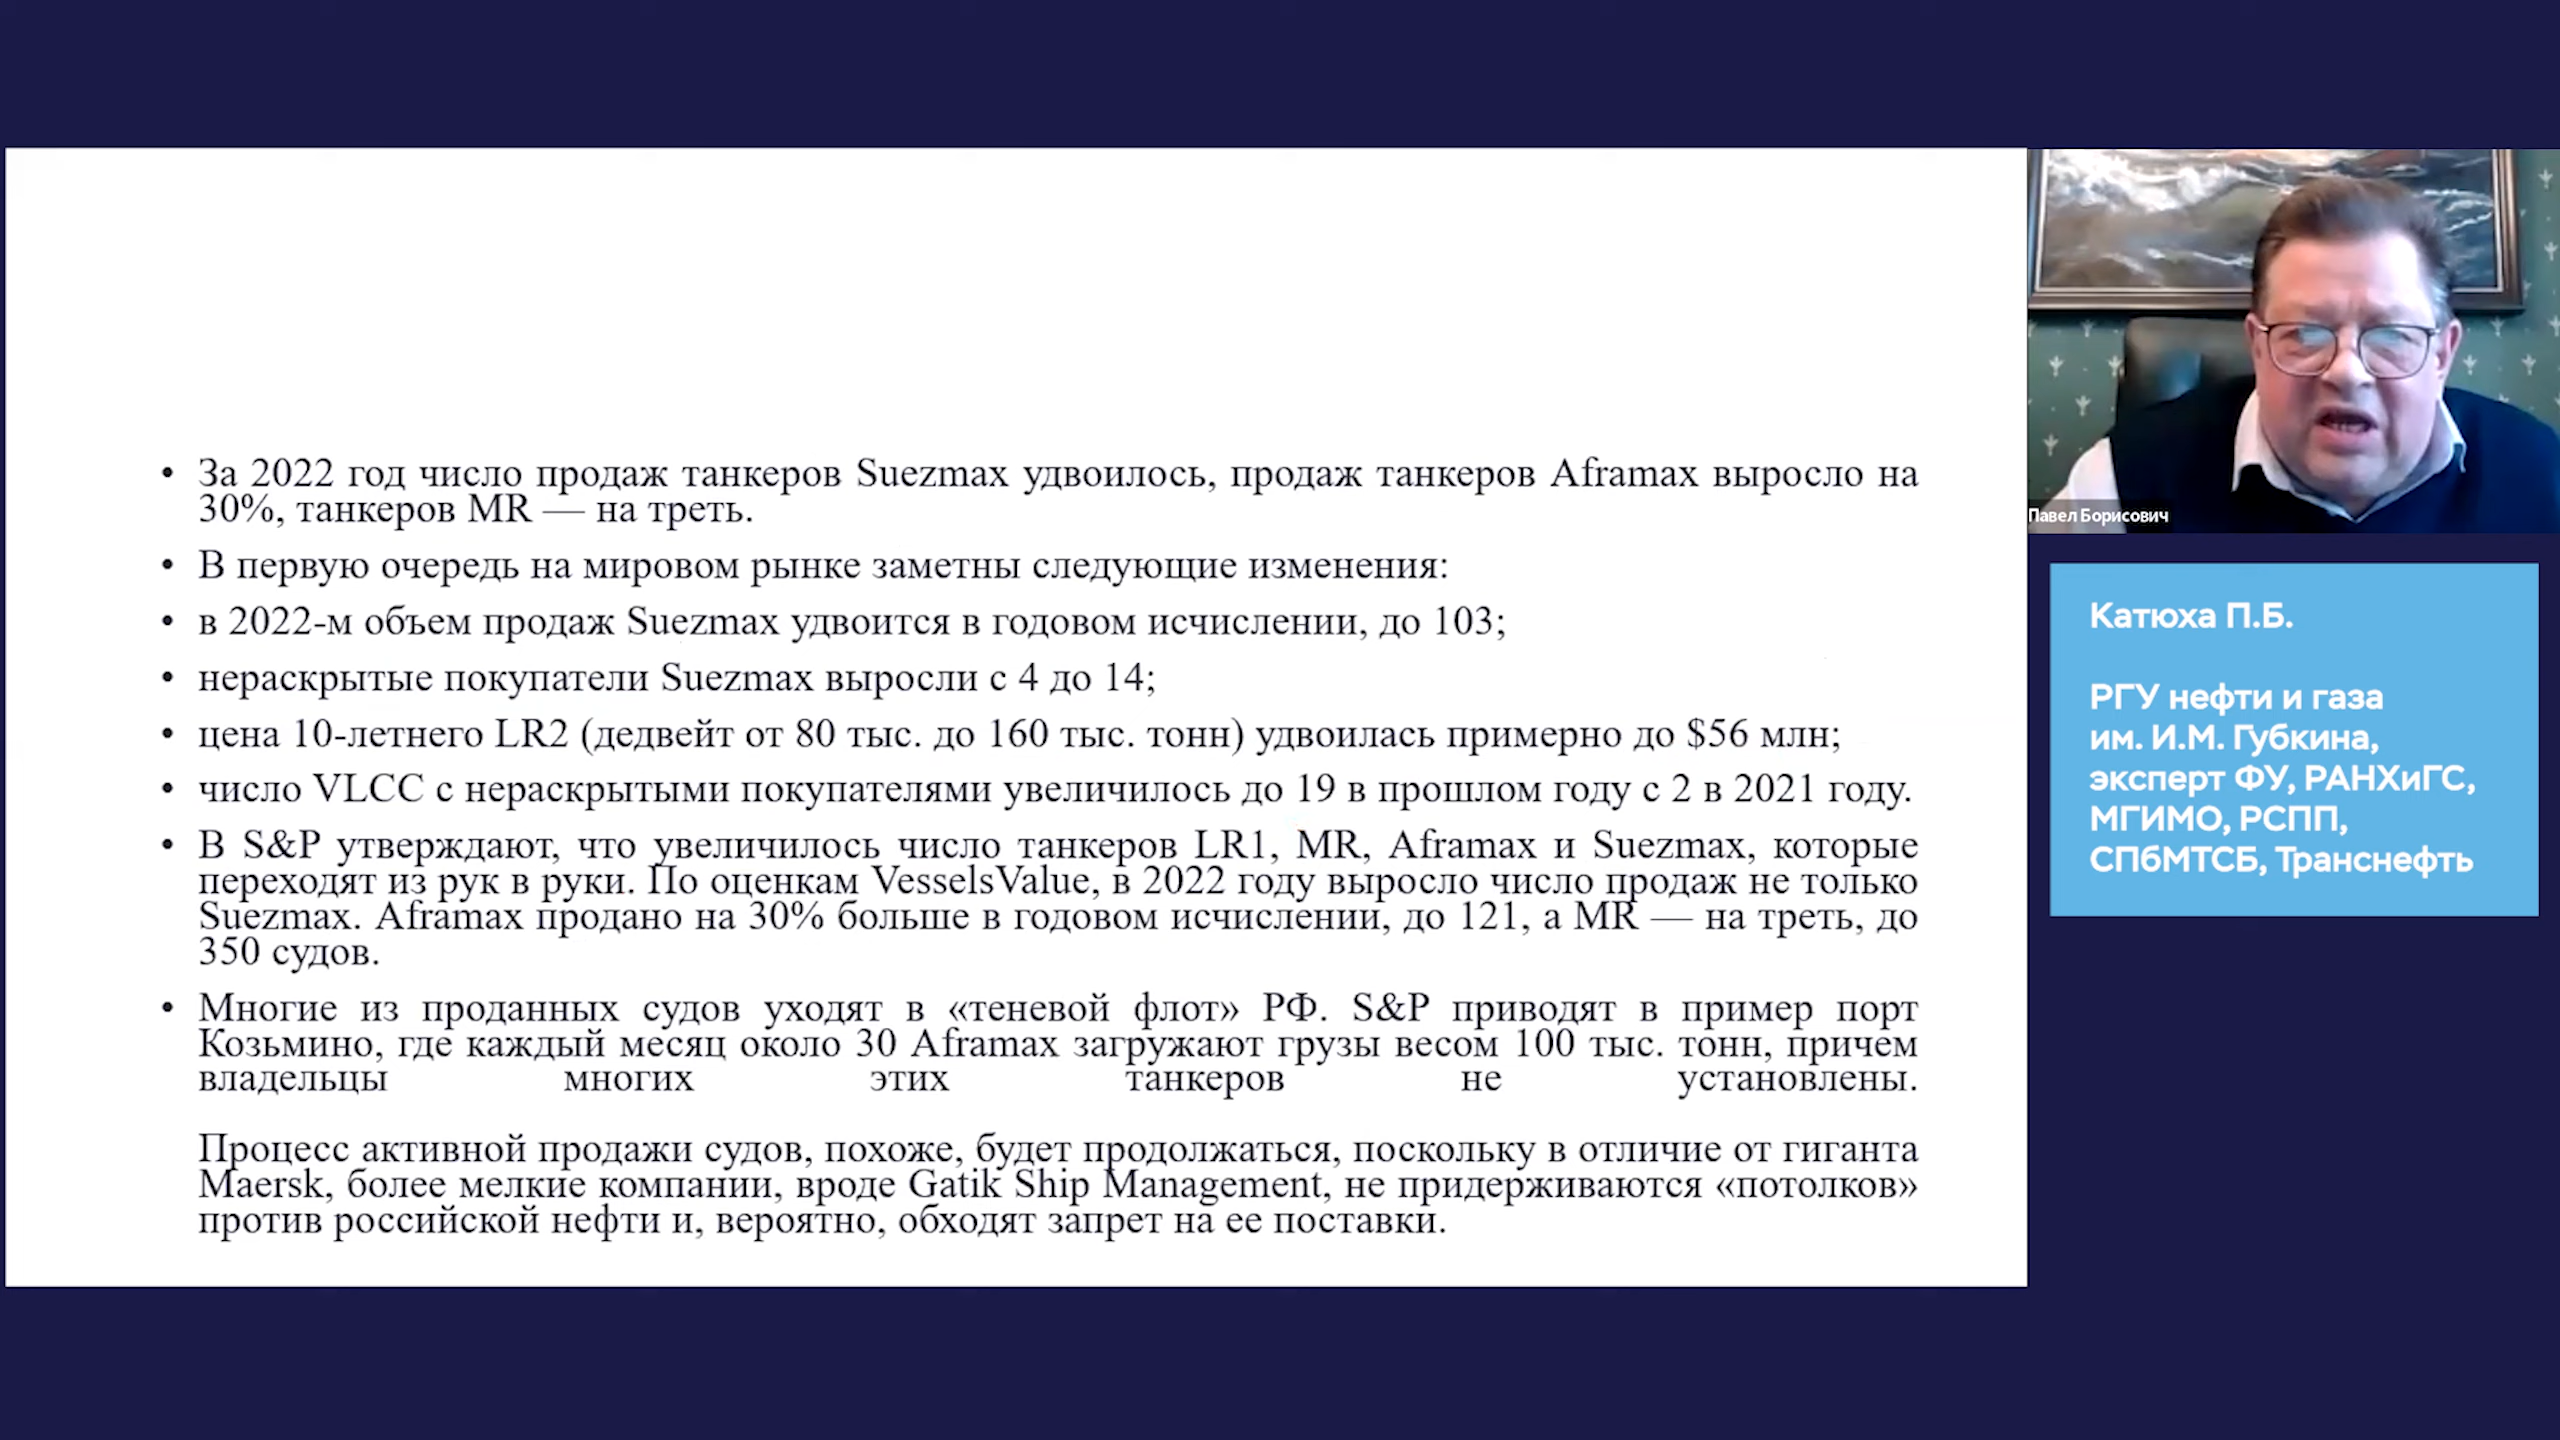 • За 2022 год число продаж танкеров Suezmax удвоилось, продаж танкеров Aframax выросло на
30%, танкеров MR — на треть.
• В первую очередь на мировом рынке заметны следующие изменения:
• в 2022-м объем продаж Suezmax удвоится в годовом исчислении, до 103;
• нераскрытые покупатели Suezmax выросли с 4 до 14;
• цена 10-летнего LR2 (дедвейт от 80 тыс. до 160 тыс. тонн) удвоилась примерно до $56 млн;
• число VLCC с нераскрытыми покупателями увеличилось до 19 в прошлом году с 2 в 2021 году.
• В S&P утверждают, что увеличилось число танкеров LR1, MR, Aframax и Suezmax, которые
переходят из рук в руки. По оценкам VesselsValue, в 2022 году выросло число продаж не только
Suezmax. Aframax продано на 30% больше в годовом исчислении, до 121, а MR — на треть, до
350 судов.
• Многие из проданных судов уходят в «теневой флот» РФ. S&P приводят в пример порт
Козьмино, где каждый месяц около 30 Aframax загружают грузы весом 100 тыс. тонн, причем
владельцы многих этих танкеров не установлены.
Процесс активной продажи судов, похоже, будет продолжаться, поскольку в отличие от гиганта
Maersk, более мелкие компании, вроде Gatik Ship Management, не придерживаются «потолков»
против российской нефти и, вероятно, обходят запрет на ее поставки.
Павел Борисович
Катюха П.Б.
РГУ нефти и газа
им. И.М. Губкина,
эксперт ФУ, РАНХиГС,
МГИМО, РСПП,
СПбМТСБ, Транснефть